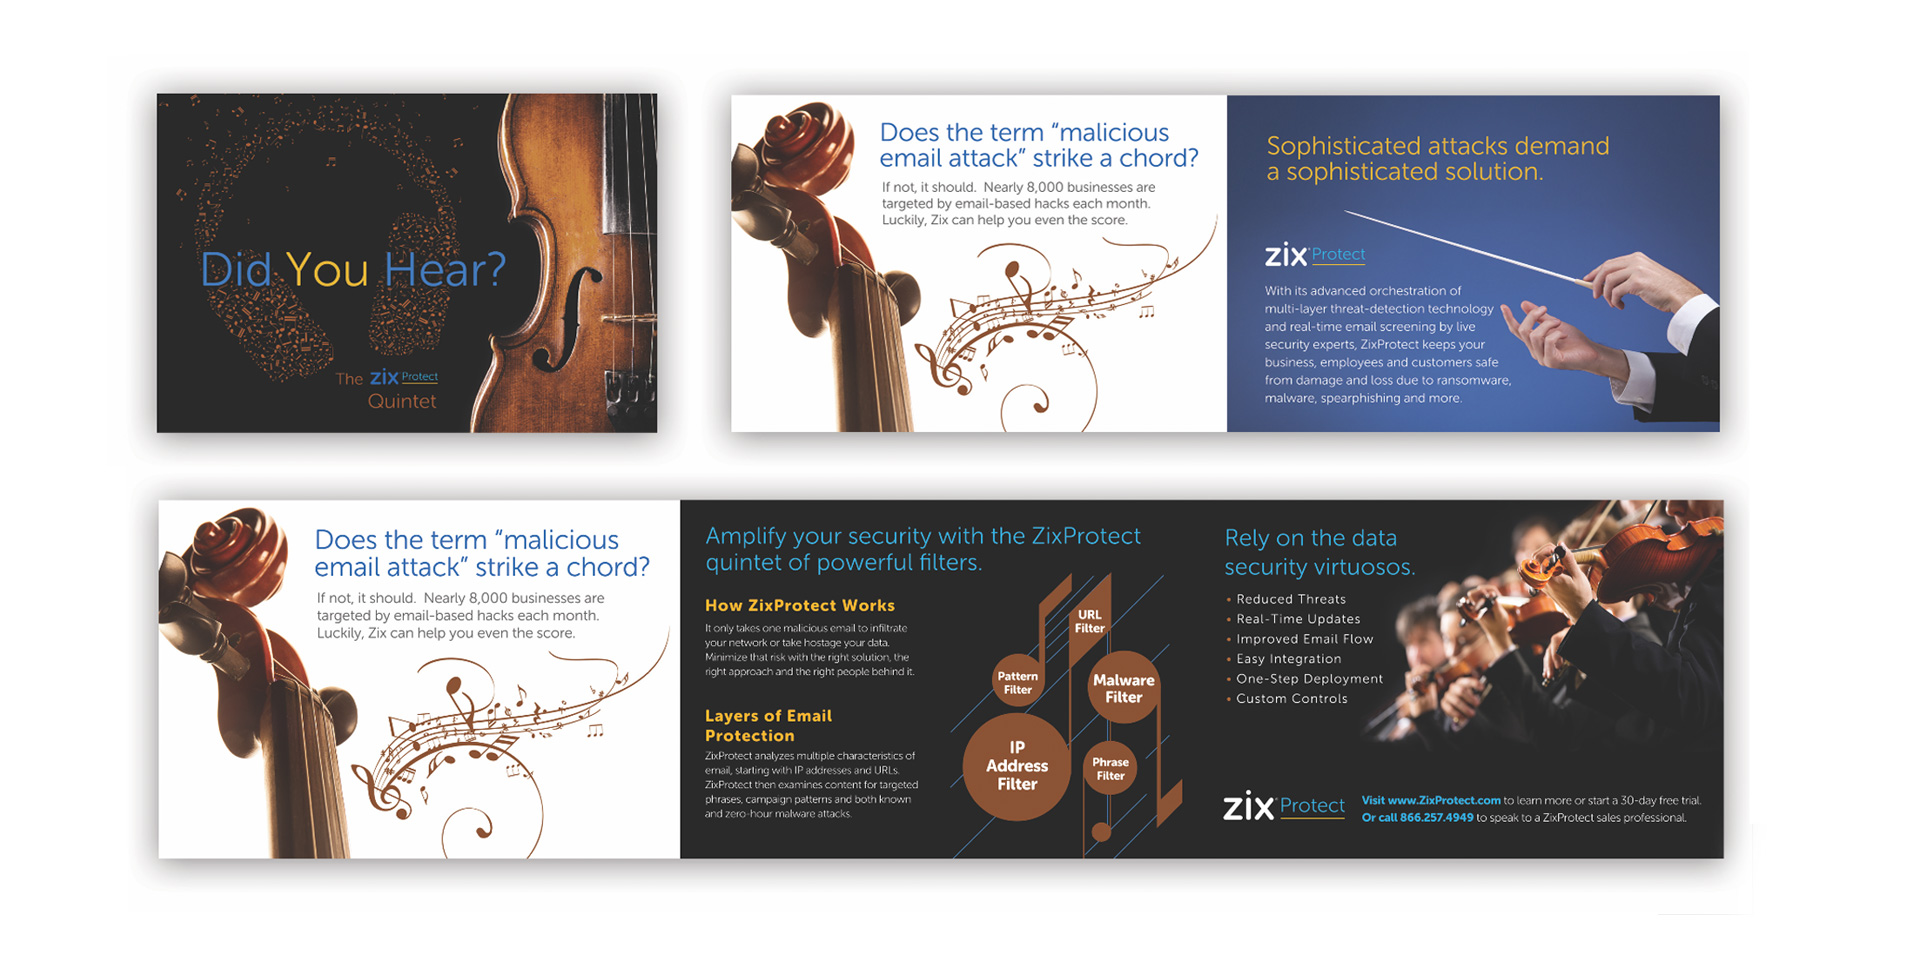 Did You Hear?
The zix Protect
Quintet
Does the term “malicious
email attack” strike a chord?
If not, it should.  Nearly 8,000 businesses are
targeted by email-based hacks each month.
Luckily, Zix can help you even the score.
Sophisticated attacks demand
a sophisticated solution.
zix® Protect
With its advanced orchestration of
multi-layer threat-detection technology
and real-time email screening by live
security experts, ZixProtect keeps your
business, employees and customers safe
from damage and loss due to ransomware,
malware, spearphishing and more.
Does the term “malicious
email attack” strike a chord?
If not, it should.  Nearly 8,000 businesses are
targeted by email-based hacks each month.
Luckily, Zix can help you even the score.
Amplify your security with the ZixProtect
quintet of powerful filters.
How ZixProtect Works
It only takes one malicious email to infiltrate
your network or take hostage your data.
Minimize that risk with the right solution, the
right approach and the right people behind it.
Layers of Email
Protection
ZixProtect analyzes multiple characteristics of
email, starting with IP addresses and URLs.
ZixProtect then examines content for targeted
phrases, campaign patterns and both known
and zero-hour malware attacks.
URL
Filter
Pattern
Filter
Malware
Filter
IP
Address
Filter
Phrase
Filter
Rely on the data
security virtuosos.
• Reduced Threats
• Real-Time Updates
• Improved Email Flow
• Easy Integration
• One-Step Deployment
• Custom Controls
zix® Protect
Visit www.ZixProtect.com to learn more or start a 30-day free trial.
Or call 866.257.4949 to speak to a ZixProtect sales professional.